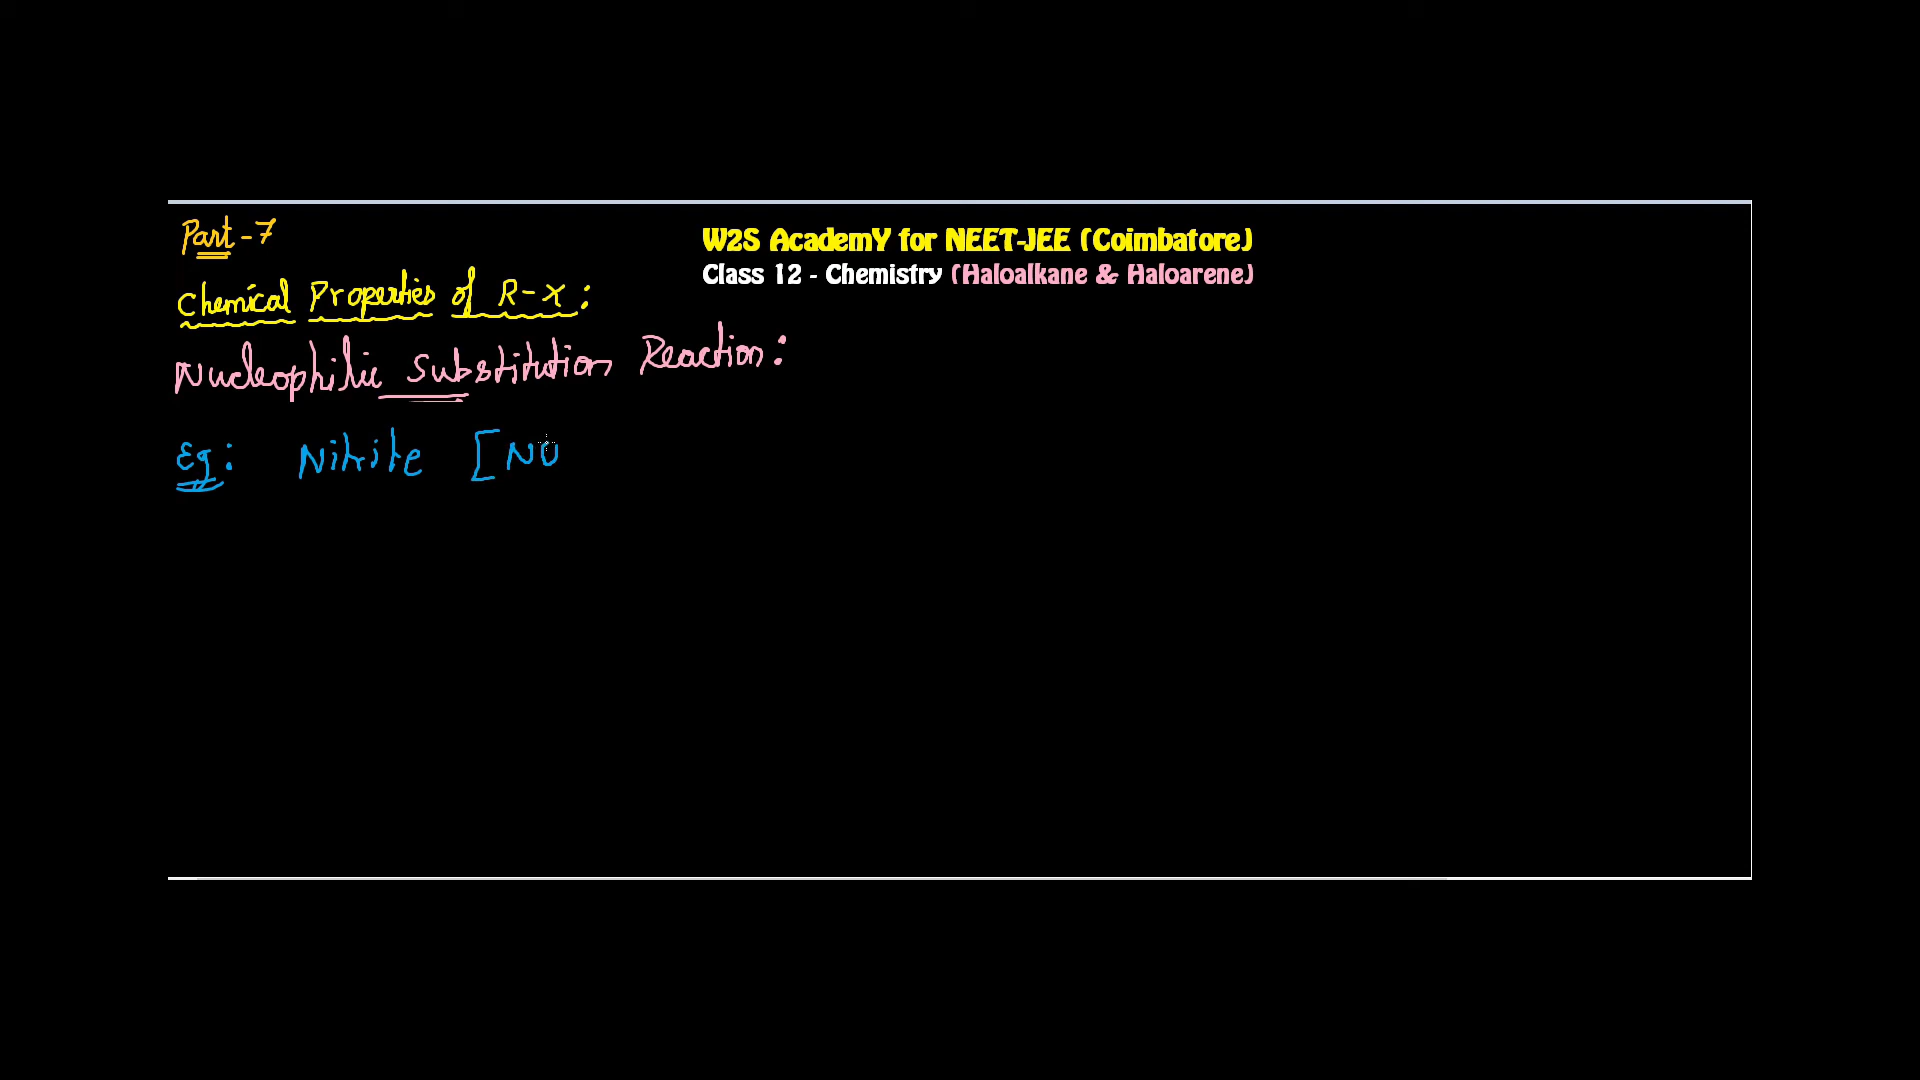 Part-7
W2S AcademY for NEET-JEE (Coimbatore)
Class 12 - Chemistry (Haloalkane & Haloarene)
Chemical Properties of R-X:
Nucleophilic Substitution Reaction:
Eg: Nitrite [NO